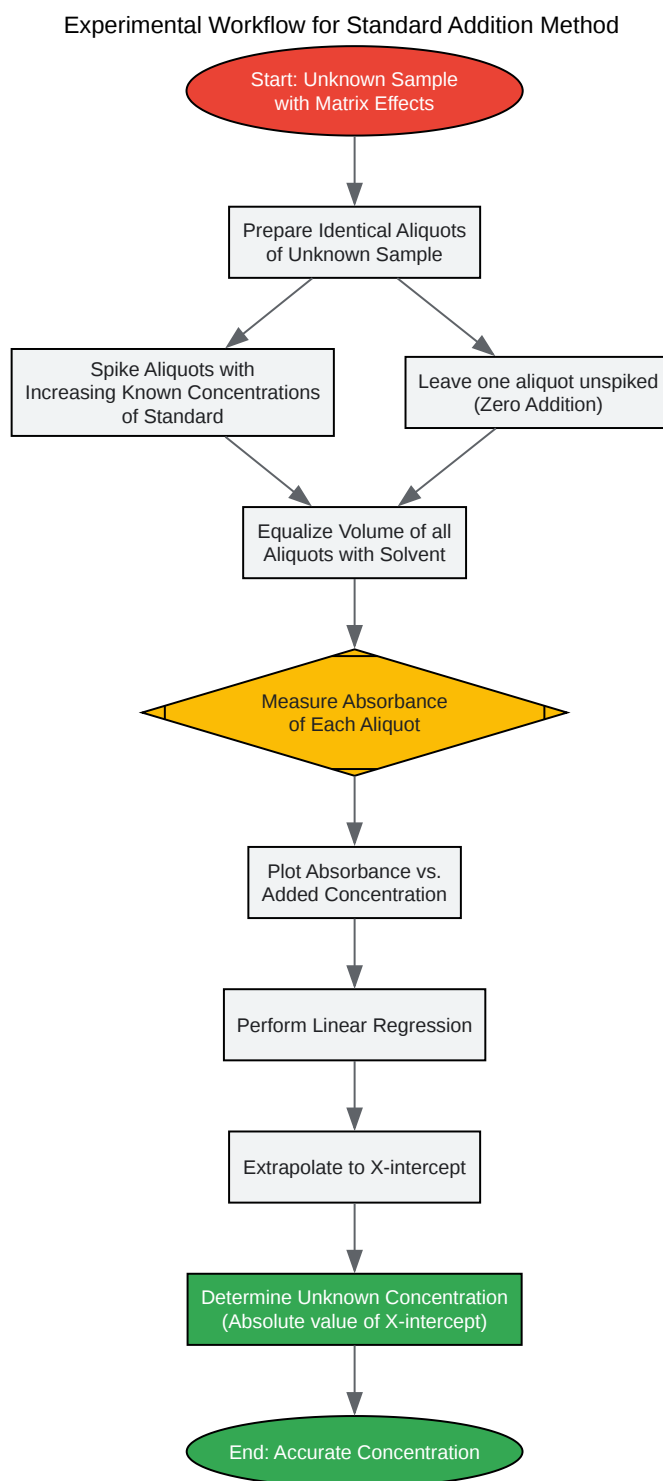 Experimental Workflow for Standard Addition Method
Start: Unknown Sample
with Matrix Effects
Prepare Identical Aliquots
of Unknown Sample
Spike Aliquots with
Increasing Known Concentrations
of Standard
Leave one aliquot unspiked
(Zero Addition)
Equalize Volume of all
Aliquots with Solvent
Measure Absorbance
of Each Aliquot
Plot Absorbance vs.
Added Concentration
Perform Linear Regression
Extrapolate to X-intercept
Determine Unknown Concentration
(Absolute value of X-intercept)
End: Accurate Concentration